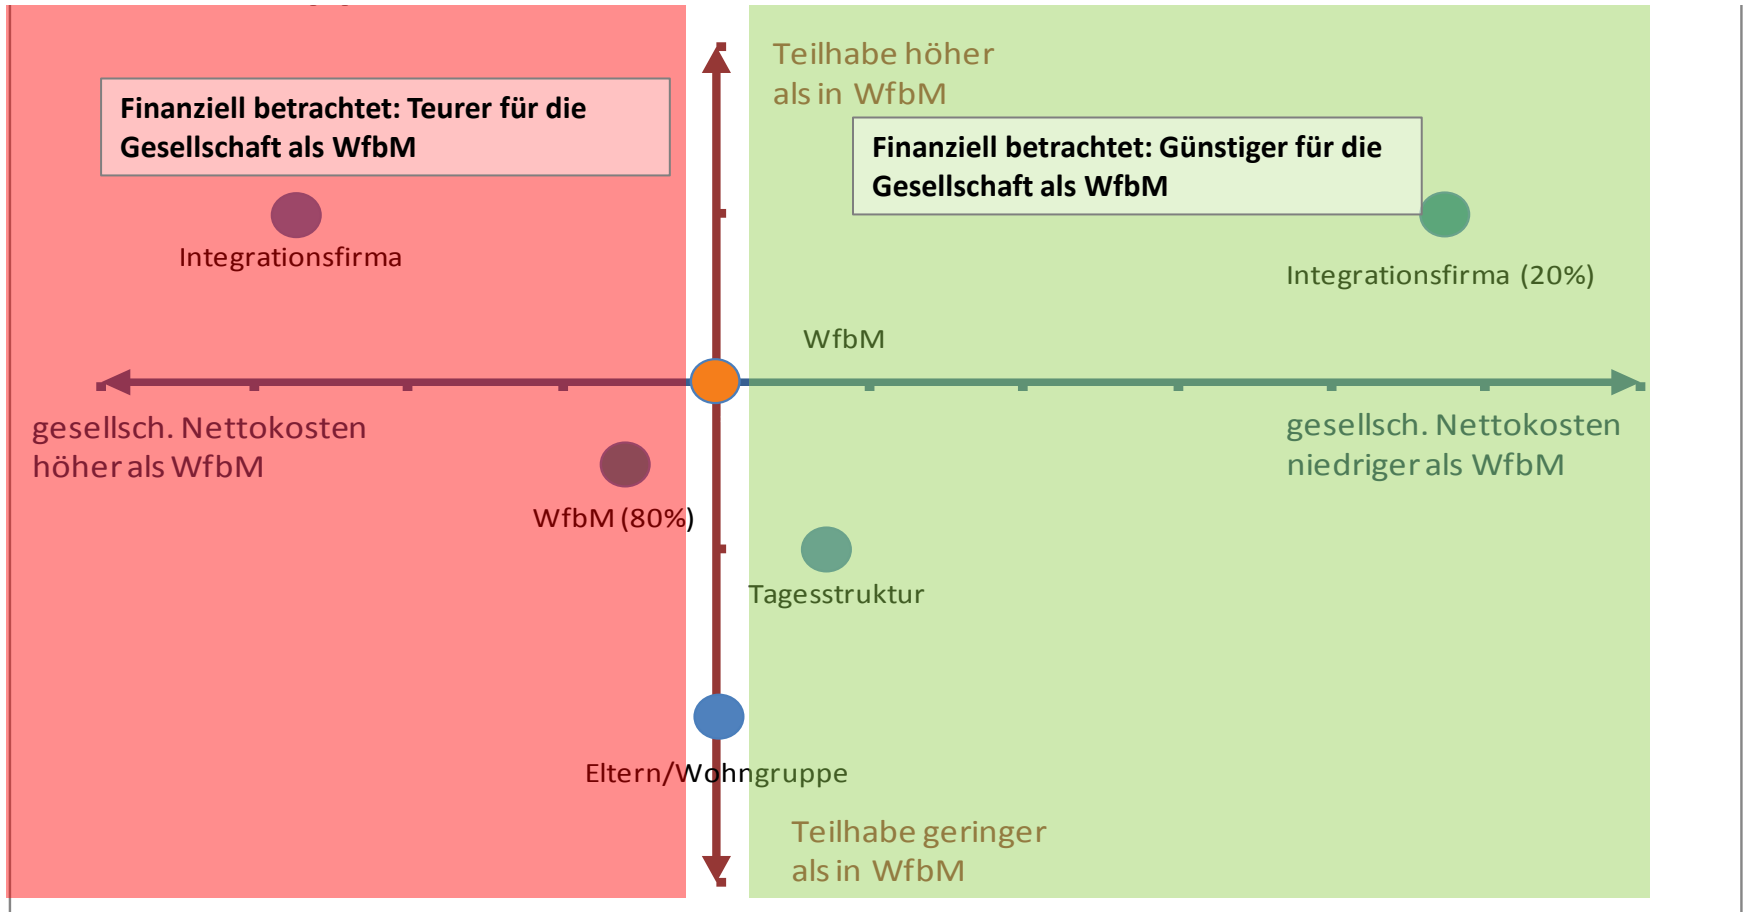 Teilhabe höher
als in WfbM
Finanziell betrachtet: Teurer für die
Gesellschaft als WfbM
Finanziell betrachtet: Günstiger für die
Gesellschaft als WfbM
Integrationsfirma
Integrationsfirma (20%)
WfbM
gesellsch. Nettokosten
höher als WfbM
gesellsch. Nettokosten
niedriger als WfbM
WfbM (80%)
Tagesstruktur
Eltern/Wohngruppe
Teilhabe geringer
als in WfbM